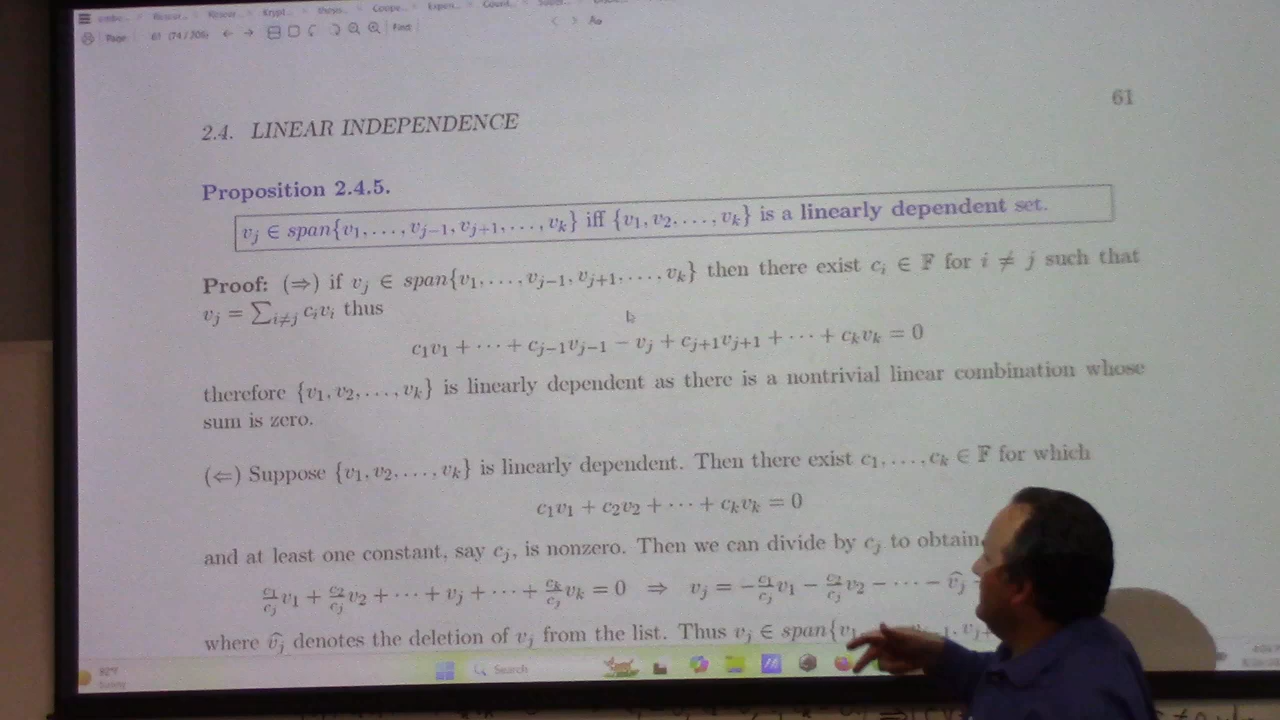 Page 61 (74 / 306) Find
2.4. LINEAR INDEPENDENCE 61
Proposition 2.4.5.
v_j ∈ span{v_1, . . . , v_{j−1}, v_{j+1}, . . . , v_k} iff {v_1, v_2, . . . , v_k} is a linearly dependent set.
Proof: (⇒) if v_j ∈ span{v_1, . . . , v_{j−1}, v_{j+1}, . . . , v_k} then there exist c_i ∈ 𝔽 for i ≠ j such that
v_j = ∑_{i≠j} c_i v_i thus
c_1v_1 + · · · + c_{j−1}v_{j−1} − v_j + c_{j+1}v_{j+1} + · · · + c_kv_k = 0
therefore {v_1, v_2, . . . , v_k} is linearly dependent as there is a nontrivial linear combination whose
sum is zero.
(⇐) Suppose {v_1, v_2, . . . , v_k} is linearly dependent. Then there exist c_1, . . . , c_k ∈ 𝔽 for which
c_1v_1 + c_2v_2 + · · · + c_kv_k = 0
and at least one constant, say c_j, is nonzero. Then we can divide by c_j to obtain
c_1/c_j v_1 + c_2/c_j v_2 + · · · + v_j + · · · + c_k/c_j v_k = 0 ⇒ v_j = −c_1/c_j v_1 − c_2/c_j v_2 − · · · − v̂_j
where v̂_j denotes the deletion of v_j from the list. Thus v_j ∈ span{v_1
Search